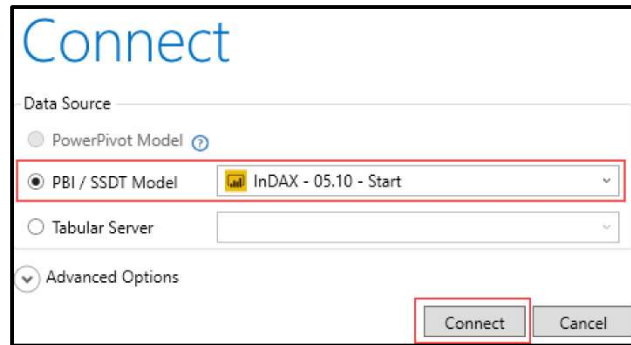 Connect
Data Source
PowerPivot Model ?
PBI / SSDT Model InDAX - 05.10 - Start
Tabular Server
Advanced Options
Connect Cancel